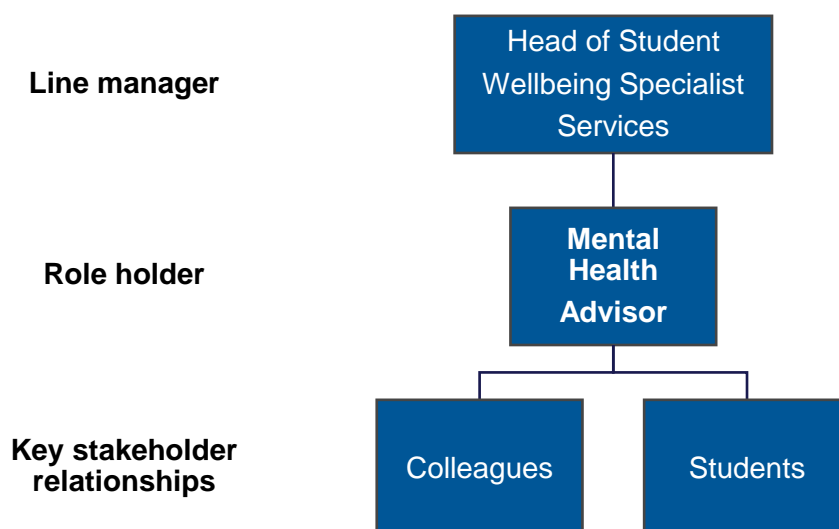 Line manager
Head of Student
Wellbeing Specialist
Services
Role holder
Mental
Health
Advisor
Key stakeholder
relationships
Colleagues
Students